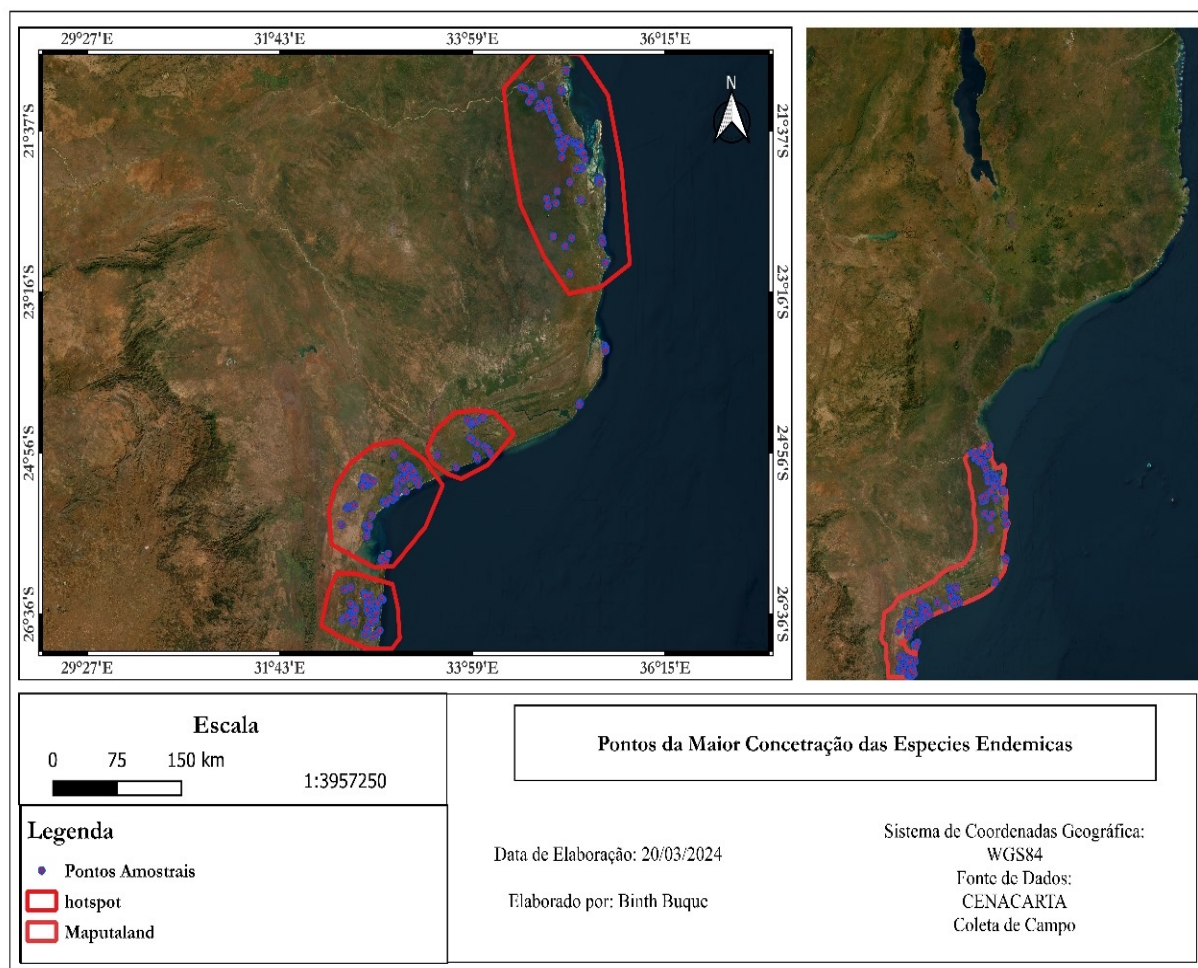 29°27'E 31°43'E 33°59'E 36°15'E
N
21°37'S
21°37'S
23°16'S
23°16'S
24°56'S
24°56'S
26°36'S
26°36'S
29°27'E 31°43'E 33°59'E 36°15'E
Escala
0 75 150 km
1:3957250
Legenda
Pontos Amostrais
hotspot
Maputaland
Pontos da Maior Concetração das Especies Endemicas
Data de Elaboração: 20/03/2024
Elaborado por: Binth Buque
Sistema de Coordenadas Geográfica:
WGS84
Fonte de Dados:
CENACARTA
Coleta de Campo